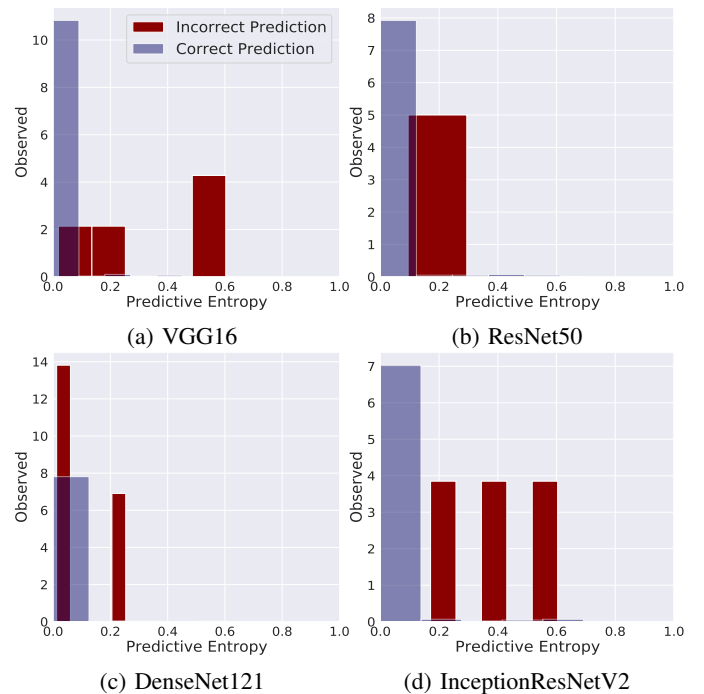 Incorrect Prediction
Correct Prediction
Observed
10
8
6
4
2
0
0.0 0.2 0.4 0.6 0.8 1.0
Predictive Entropy
(a) VGG16
Observed
8
7
6
5
4
3
2
1
0
0.0 0.2 0.4 0.6 0.8 1.0
Predictive Entropy
(b) ResNet50
Observed
14
12
10
8
6
4
2
0
0.0 0.2 0.4 0.6 0.8 1.0
Predictive Entropy
(c) DenseNet121
Observed
7
6
5
4
3
2
1
0
0.0 0.2 0.4 0.6 0.8 1.0
Predictive Entropy
(d) InceptionResNetV2